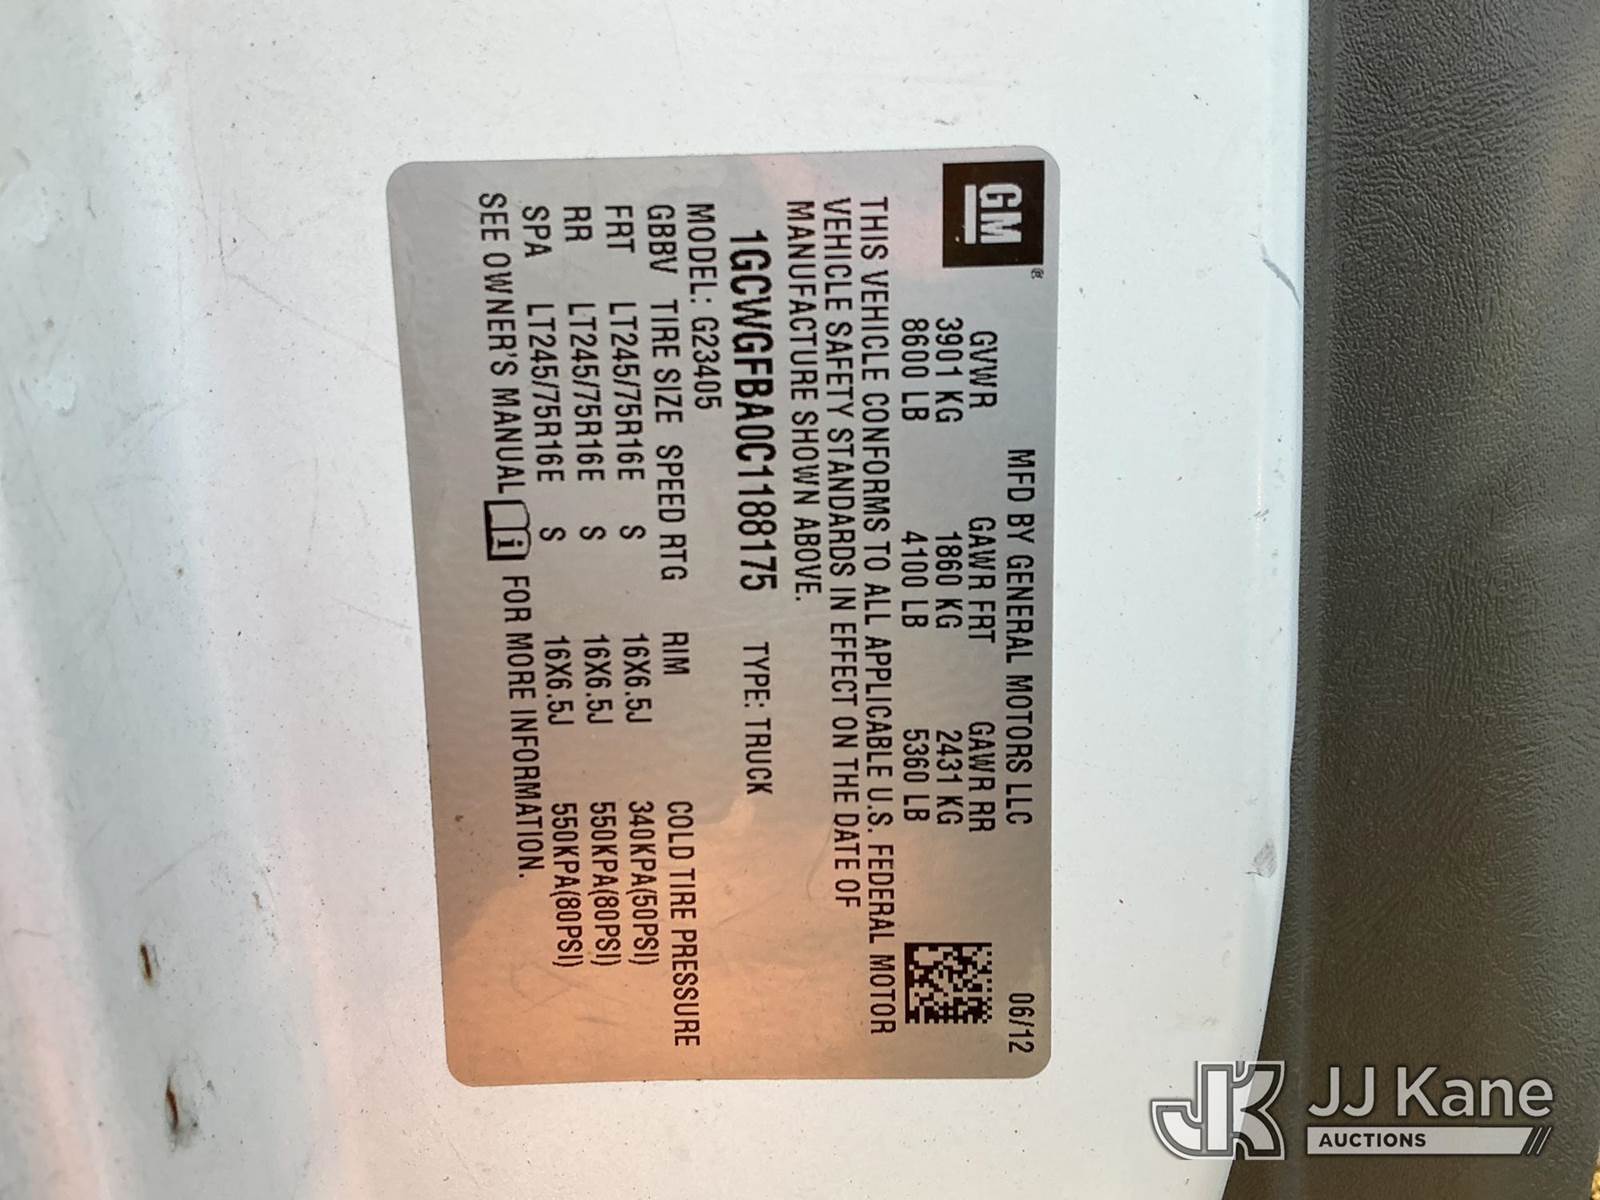 GM®
MFD BY GENERAL MOTORS LLC 06/12
GVWR GAWR FRT GAWR RR
3901 KG 1860 KG 2431 KG
8600 LB 4100 LB 5360 LB
THIS VEHICLE CONFORMS TO ALL APPLICABLE U.S. FEDERAL MOTOR
VEHICLE SAFETY STANDARDS IN EFFECT ON THE DATE OF
MANUFACTURE SHOWN ABOVE.
1GCWGFBA0C1188175 TYPE: TRUCK
MODEL: G23405
GBBV TIRE SIZE SPEED RTG RIM COLD TIRE PRESSURE
FRT LT245/75R16E S 16X6.5J 340KPA(50PSI)
RR LT245/75R16E S 16X6.5J 550KPA(80PSI)
SPA LT245/75R16E S 16X6.5J 550KPA(80PSI)
SEE OWNER'S MANUAL i FOR MORE INFORMATION.
JK JJ Kane
AUCTIONS